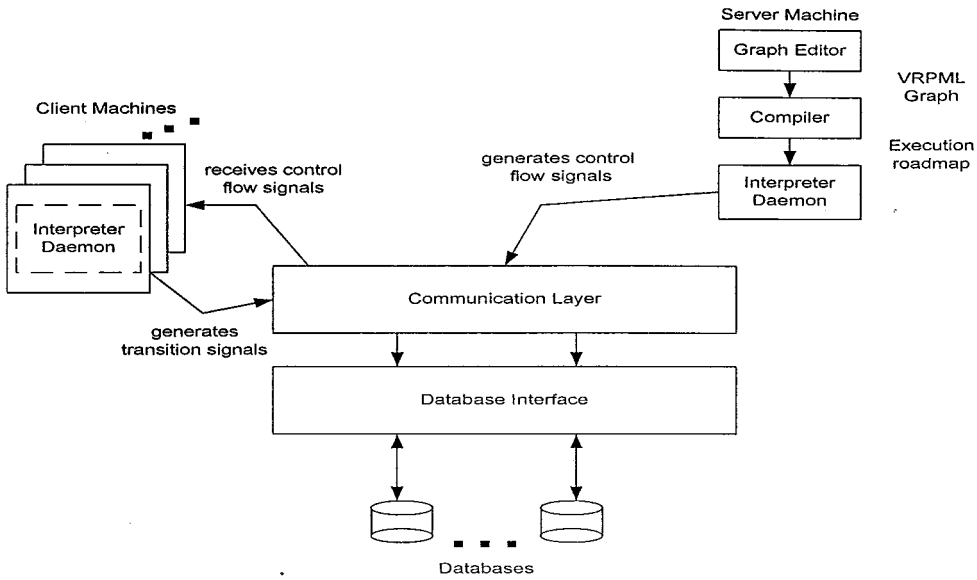 Server Machine
Graph Editor
VRPML
Graph
Compiler
Execution
roadmap
Interpreter
Daemon
Client Machines
receives control
flow signals
generates control
flow signals
Interpreter
Daemon
Communication Layer
generates
transition signals
Database Interface
Databases